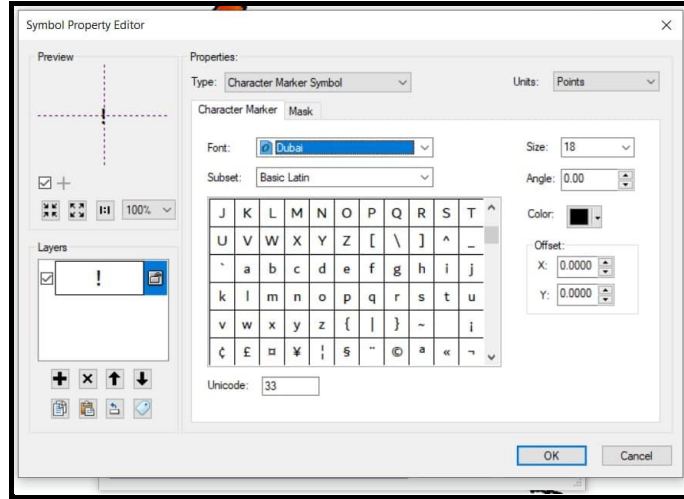 Symbol Property Editor
Preview
!
100%
Layers
!
Properties:
Type: Character Marker Symbol
Units: Points
Character Marker Mask
Font: Dubai
Subset: Basic Latin
J K L M N O P Q R S T
U V W X Y Z [ \ ] ^ _
` a b c d e f g h i j
k l m n o p q r s t u
v w x y z { | } ~ ¡
¢ £ ¤ ¥ ¦ § ¨ © ª « ¬
Unicode: 33
Size: 18
Angle: 0.00
Color:
Offset:
X: 0.0000
Y: 0.0000
OK Cancel